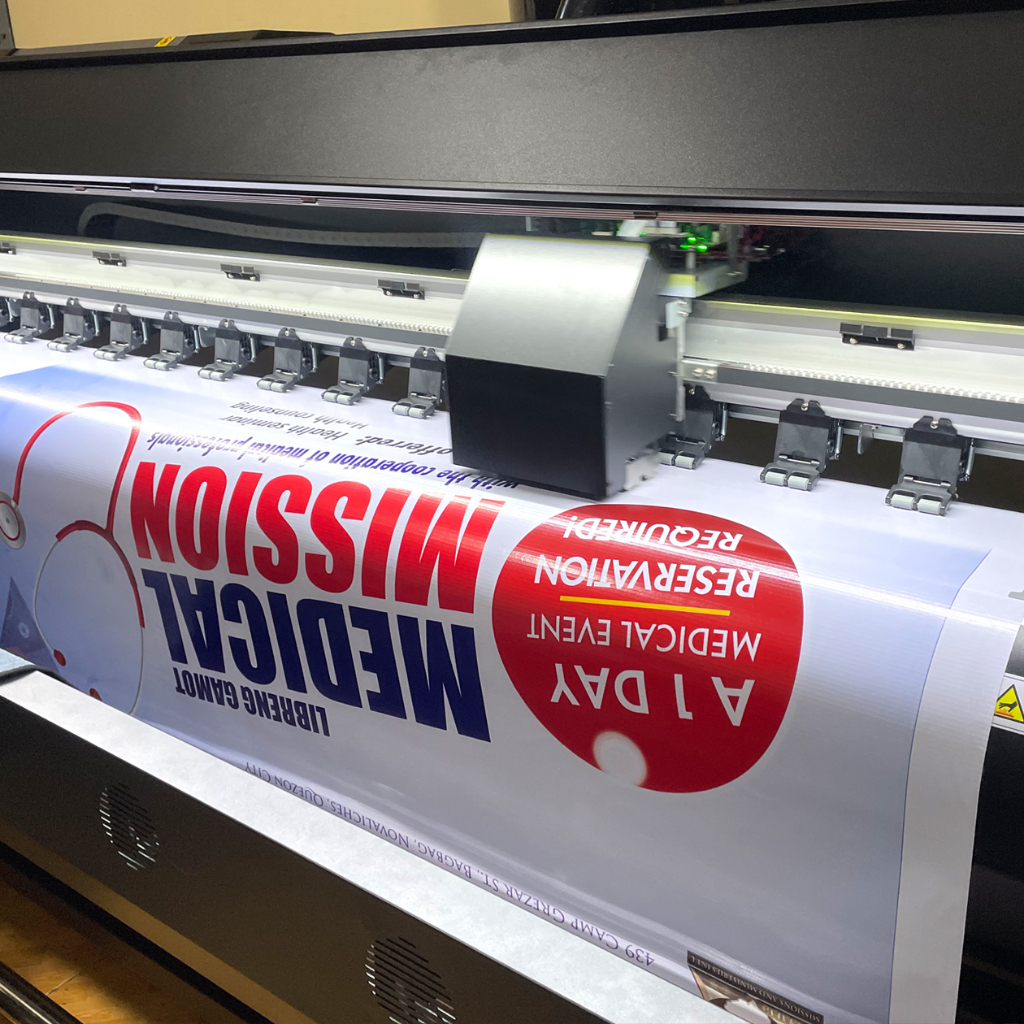 439 CAMP GREZAR ST., BAGBAG, NOVALICHES, QUEZON CITY
LIBRENG GAMOT
MEDICAL
MISSION
with the cooperation of medical professionals
offered: Health seminar
Health counseling
A 1 DAY
MEDICAL EVENT
RESERVATION
REQUIRED!